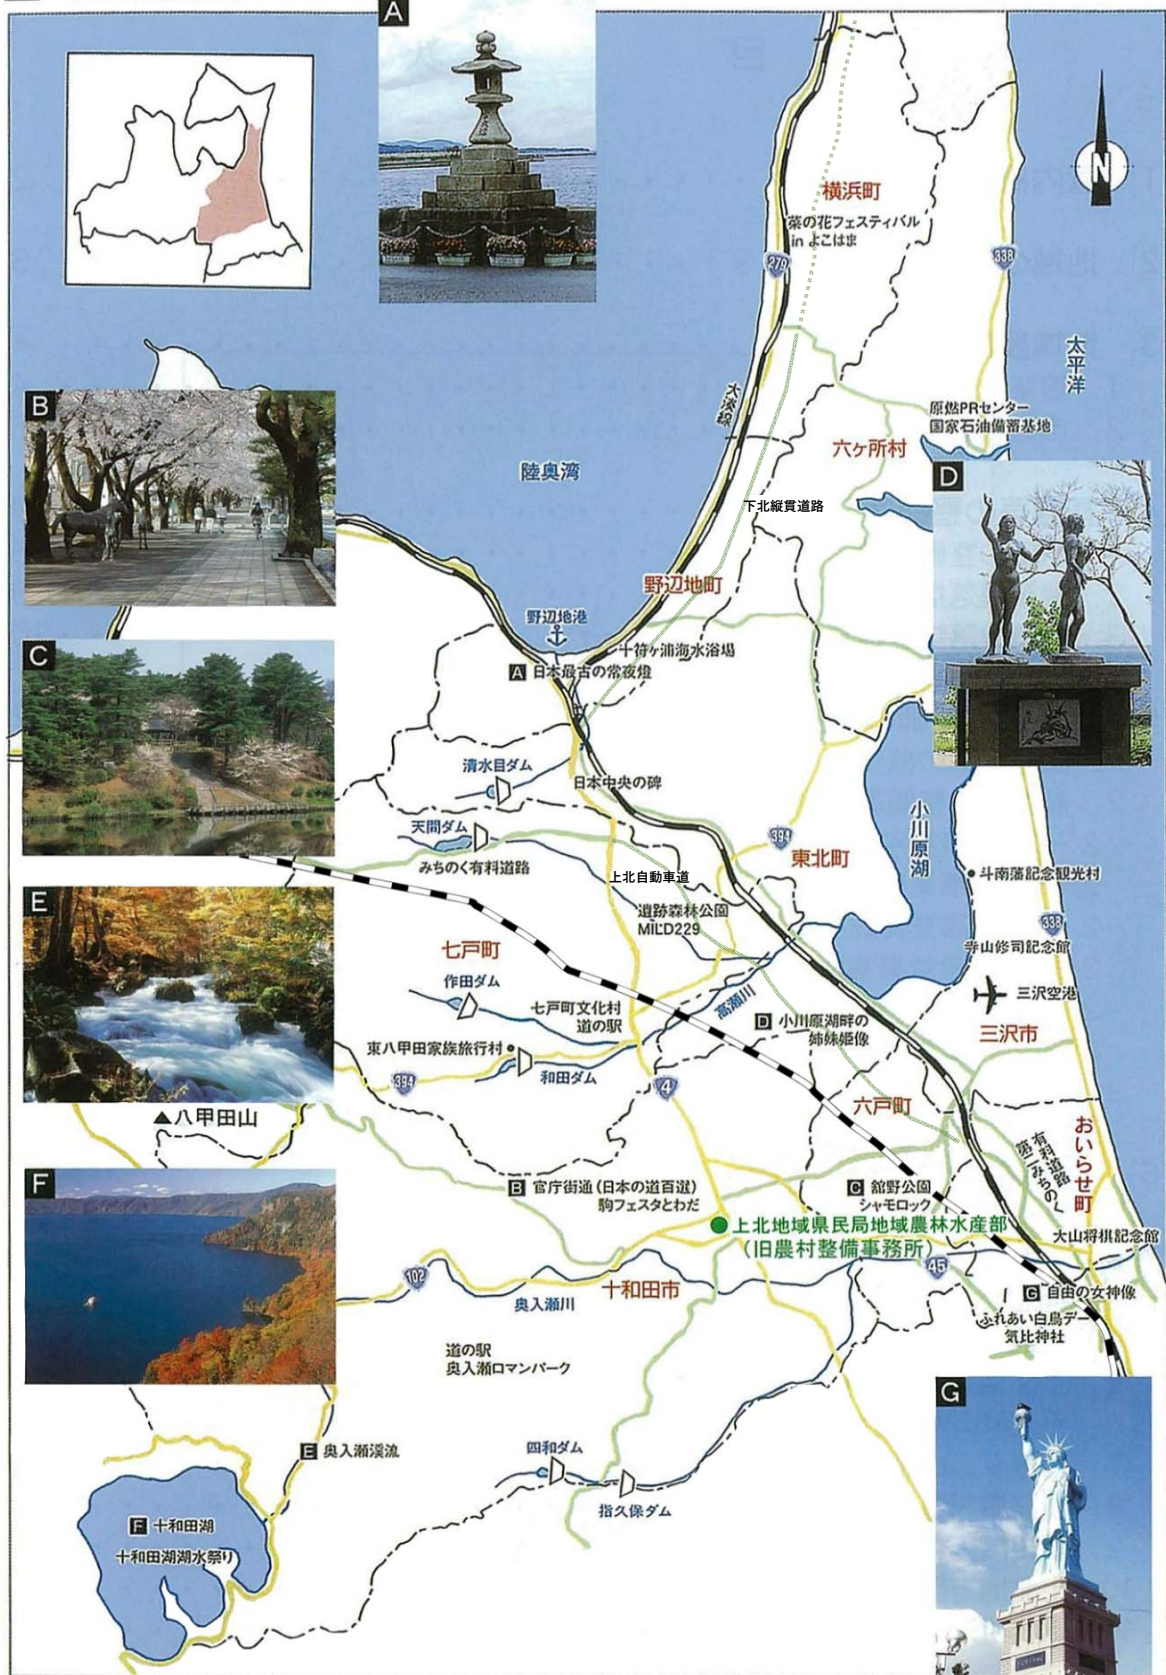 A
N
横浜町
菜の花フェスティバル
in よこはま
279
338
太平洋
大湊線
原燃PRセンター
国家石油備蓄基地
B
陸奥湾
六ヶ所村
D
下北縦貫道路
野辺地町
野辺地港
十符ヶ浦海水浴場
A 日本最古の常夜燈
C
清水目ダム
日本中央の碑
天間ダム
394
小川原湖
東北町
みちのく有料道路
上北自動車道
斗南藩記念観光村
E
遺跡森林公園
MILD229
338
七戸町
寺山修司記念館
作田ダム
三沢空港
七戸町文化村
道の駅
高瀬川
D 小川原湖畔の
姉妹姫像
三沢市
東八甲田家族旅行村
394
和田ダム
4
六戸町
▲八甲田山
おいらせ町
有料道路
第二みちのく
F
B 官庁街通(日本の道百選)
駒フェスタとわだ
C 舘野公園
シャモロック
上北地域県民局地域農林水産部
(旧農村整備事務所)
大山将棋記念館
102
45
十和田市
奥入瀬川
G 自由の女神像
ふれあい白鳥デー
気比神社
道の駅
奥入瀬ロマンパーク
G
E 奥入瀬渓流
四和ダム
指久保ダム
F 十和田湖
十和田湖湖水祭り